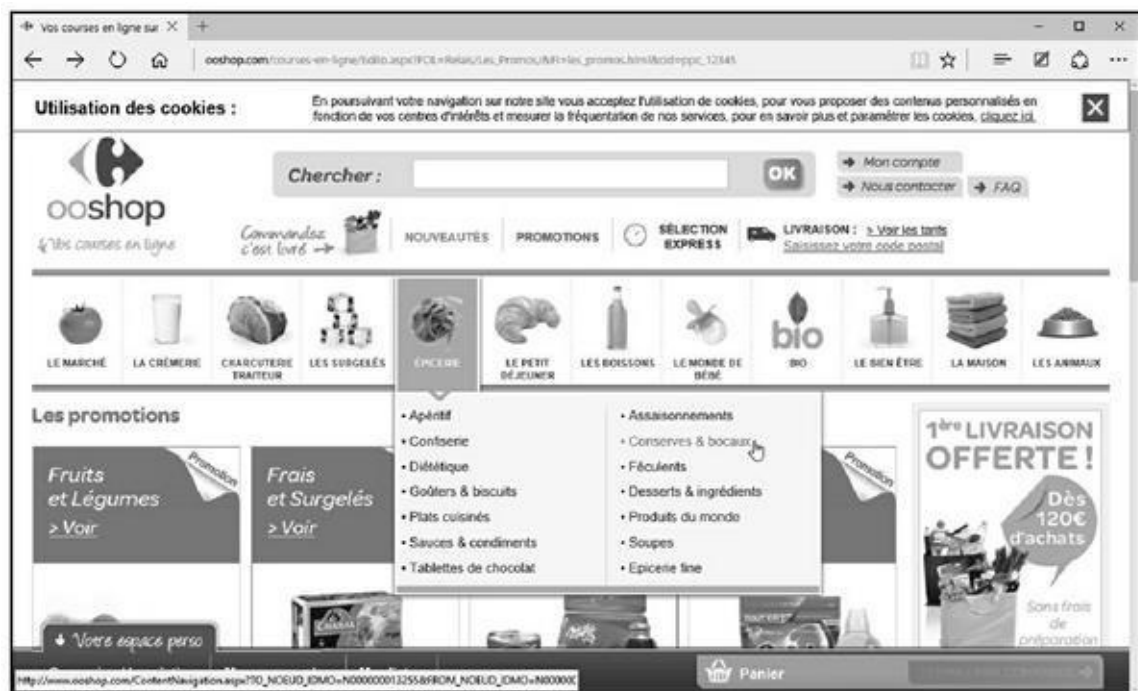 Vos courses en ligne sur
ooshop.com/courses-en-ligne/
Utilisation des cookies :
En poursuivant votre navigation sur notre site vous acceptez l'utilisation de cookies, pour vous proposer des contenus personnalisés en
fonction de vos centres d'intérêts et mesurer la fréquentation de nos services, pour en savoir plus et paramétrer les cookies, cliquez ici.
ooshop
Vos courses en ligne
Chercher :
OK
→ Mon compte
→ Nous contacter → FAQ
Commandez
c'est livré →
NOUVEAUTÉS
PROMOTIONS
SÉLECTION
EXPRESS
LIVRAISON : > Voir les tarifs
Saisissez votre code postal
LE MARCHÉ
LA CRÈMERIE
CHARCUTERIE
TRAITEUR
LES SURGELÉS
ÉPICERIE
LE PETIT
DÉJEUNER
LES BOISSONS
LE MONDE DE
BÉBÉ
bio
BIO
LE BIEN ÊTRE
LA MAISON
LES ANIMAUX
Les promotions
• Apéritif
• Confiserie
• Diététique
• Goûters & biscuits
• Plats cuisinés
• Sauces & condiments
• Tablettes de chocolat
• Assaisonnements
• Conserves & bocaux
• Féculents
• Desserts & ingrédients
• Produits du monde
• Soupes
• Epicerie fine
Fruits
et Légumes
> Voir
Promotion
Frais
et Surgelés
> Voir
Promotion
1ère LIVRAISON
OFFERTE !
Dès
120€
d'achats
Sans frais
de
préparation
CHARAL
Votre espace perso
Panier